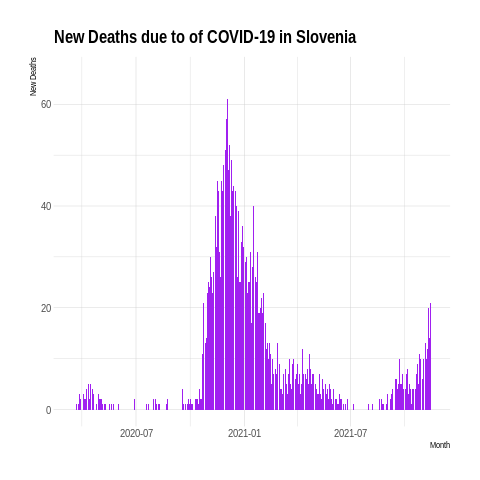 New Deaths due to of COVID-19 in Slovenia
New Deaths
60
40
20
0
2020-07
2021-01
2021-07
Month